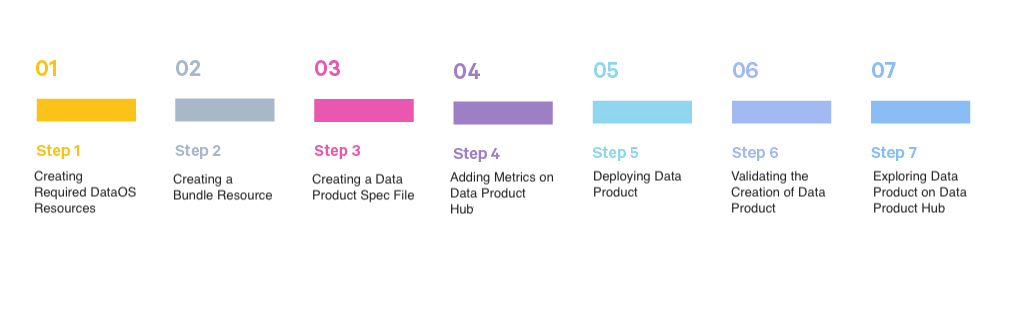 01
02
03
04
05
06
07
Step 1
Step 2
Step 3
Step 4
Step 5
Step 6
Step 7
Creating
Required DataOS
Resources
Creating a
Bundle Resource
Creating a Data
Product Spec File
Adding Metrics on
Data Product
Hub
Deploying Data
Product
Validating the
Creation of Data
Product
Exploring Data
Product on Data
Product Hub